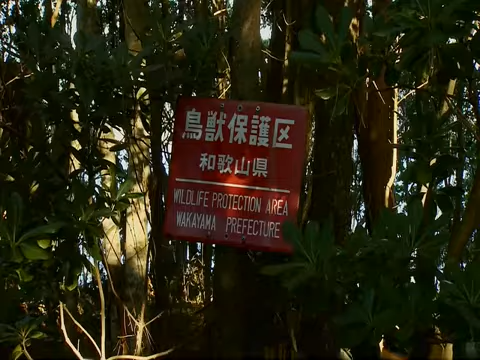 鳥獣保護区
和歌山県
WILDLIFE PROTECTION AREA
WAKAYAMA PREFECTURE